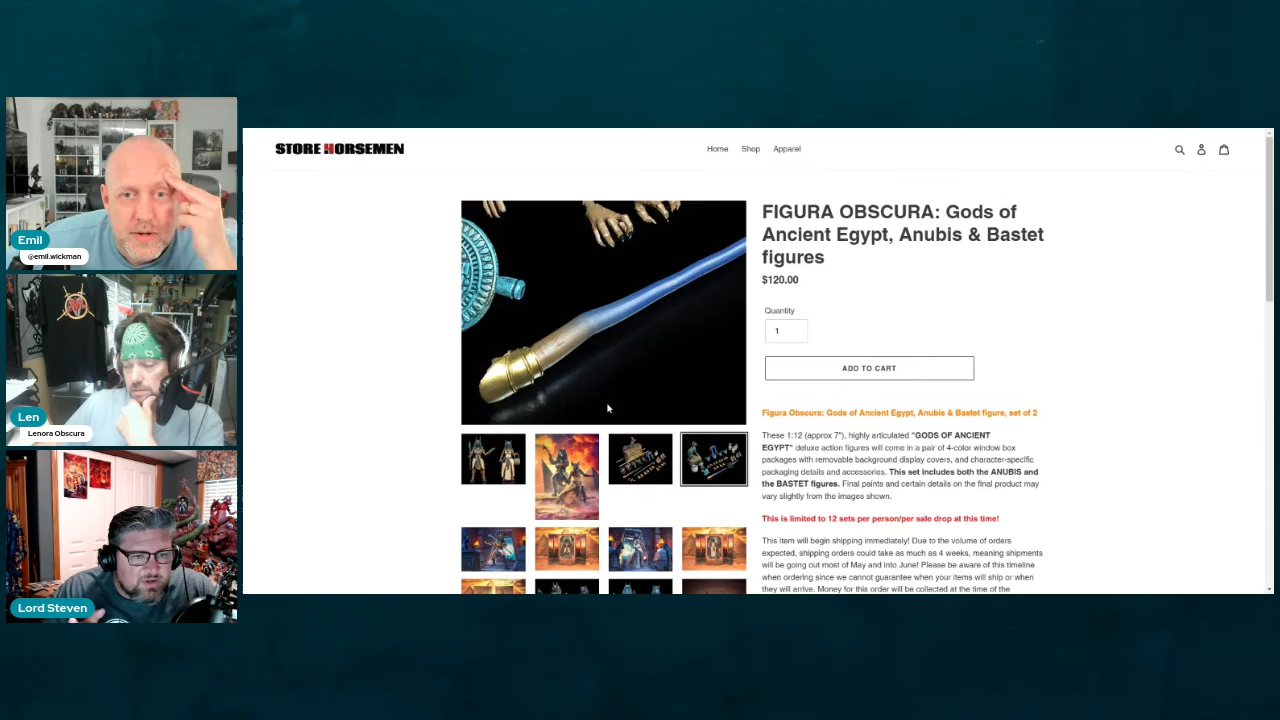 Emil
@emil.wickman
Len
Lenora Obscura
Lord Steven
STORE HORSEMEN
Home Shop Apparel
FIGURA OBSCURA: Gods of
Ancient Egypt, Anubis & Bastet
figures
$120.00
Quantity
1
ADD TO CART
Figura Obscura: Gods of Ancient Egypt, Anubis & Bastet figure, set of 2
These 1:12 (approx 7"), highly articulated "GODS OF ANCIENT
EGYPT" deluxe action figures will come in a pair of 4-color window box
packages with removable background display covers, and character-specific
packaging details and accessories. This set includes both the ANUBIS and
the BASTET figures. Final paints and certain details on the final product may
vary slightly from the images shown.
This is limited to 12 sets per person/per sale drop at this time!
This item will begin shipping immediately! Due to the volume of orders
expected, shipping orders could take as much as 4 weeks, meaning shipments
will be going out most of May and into June! Please be aware of this timeline
when ordering since we cannot guarantee when your items will ship or when
they will arrive. Money for this order will be collected at the time of the